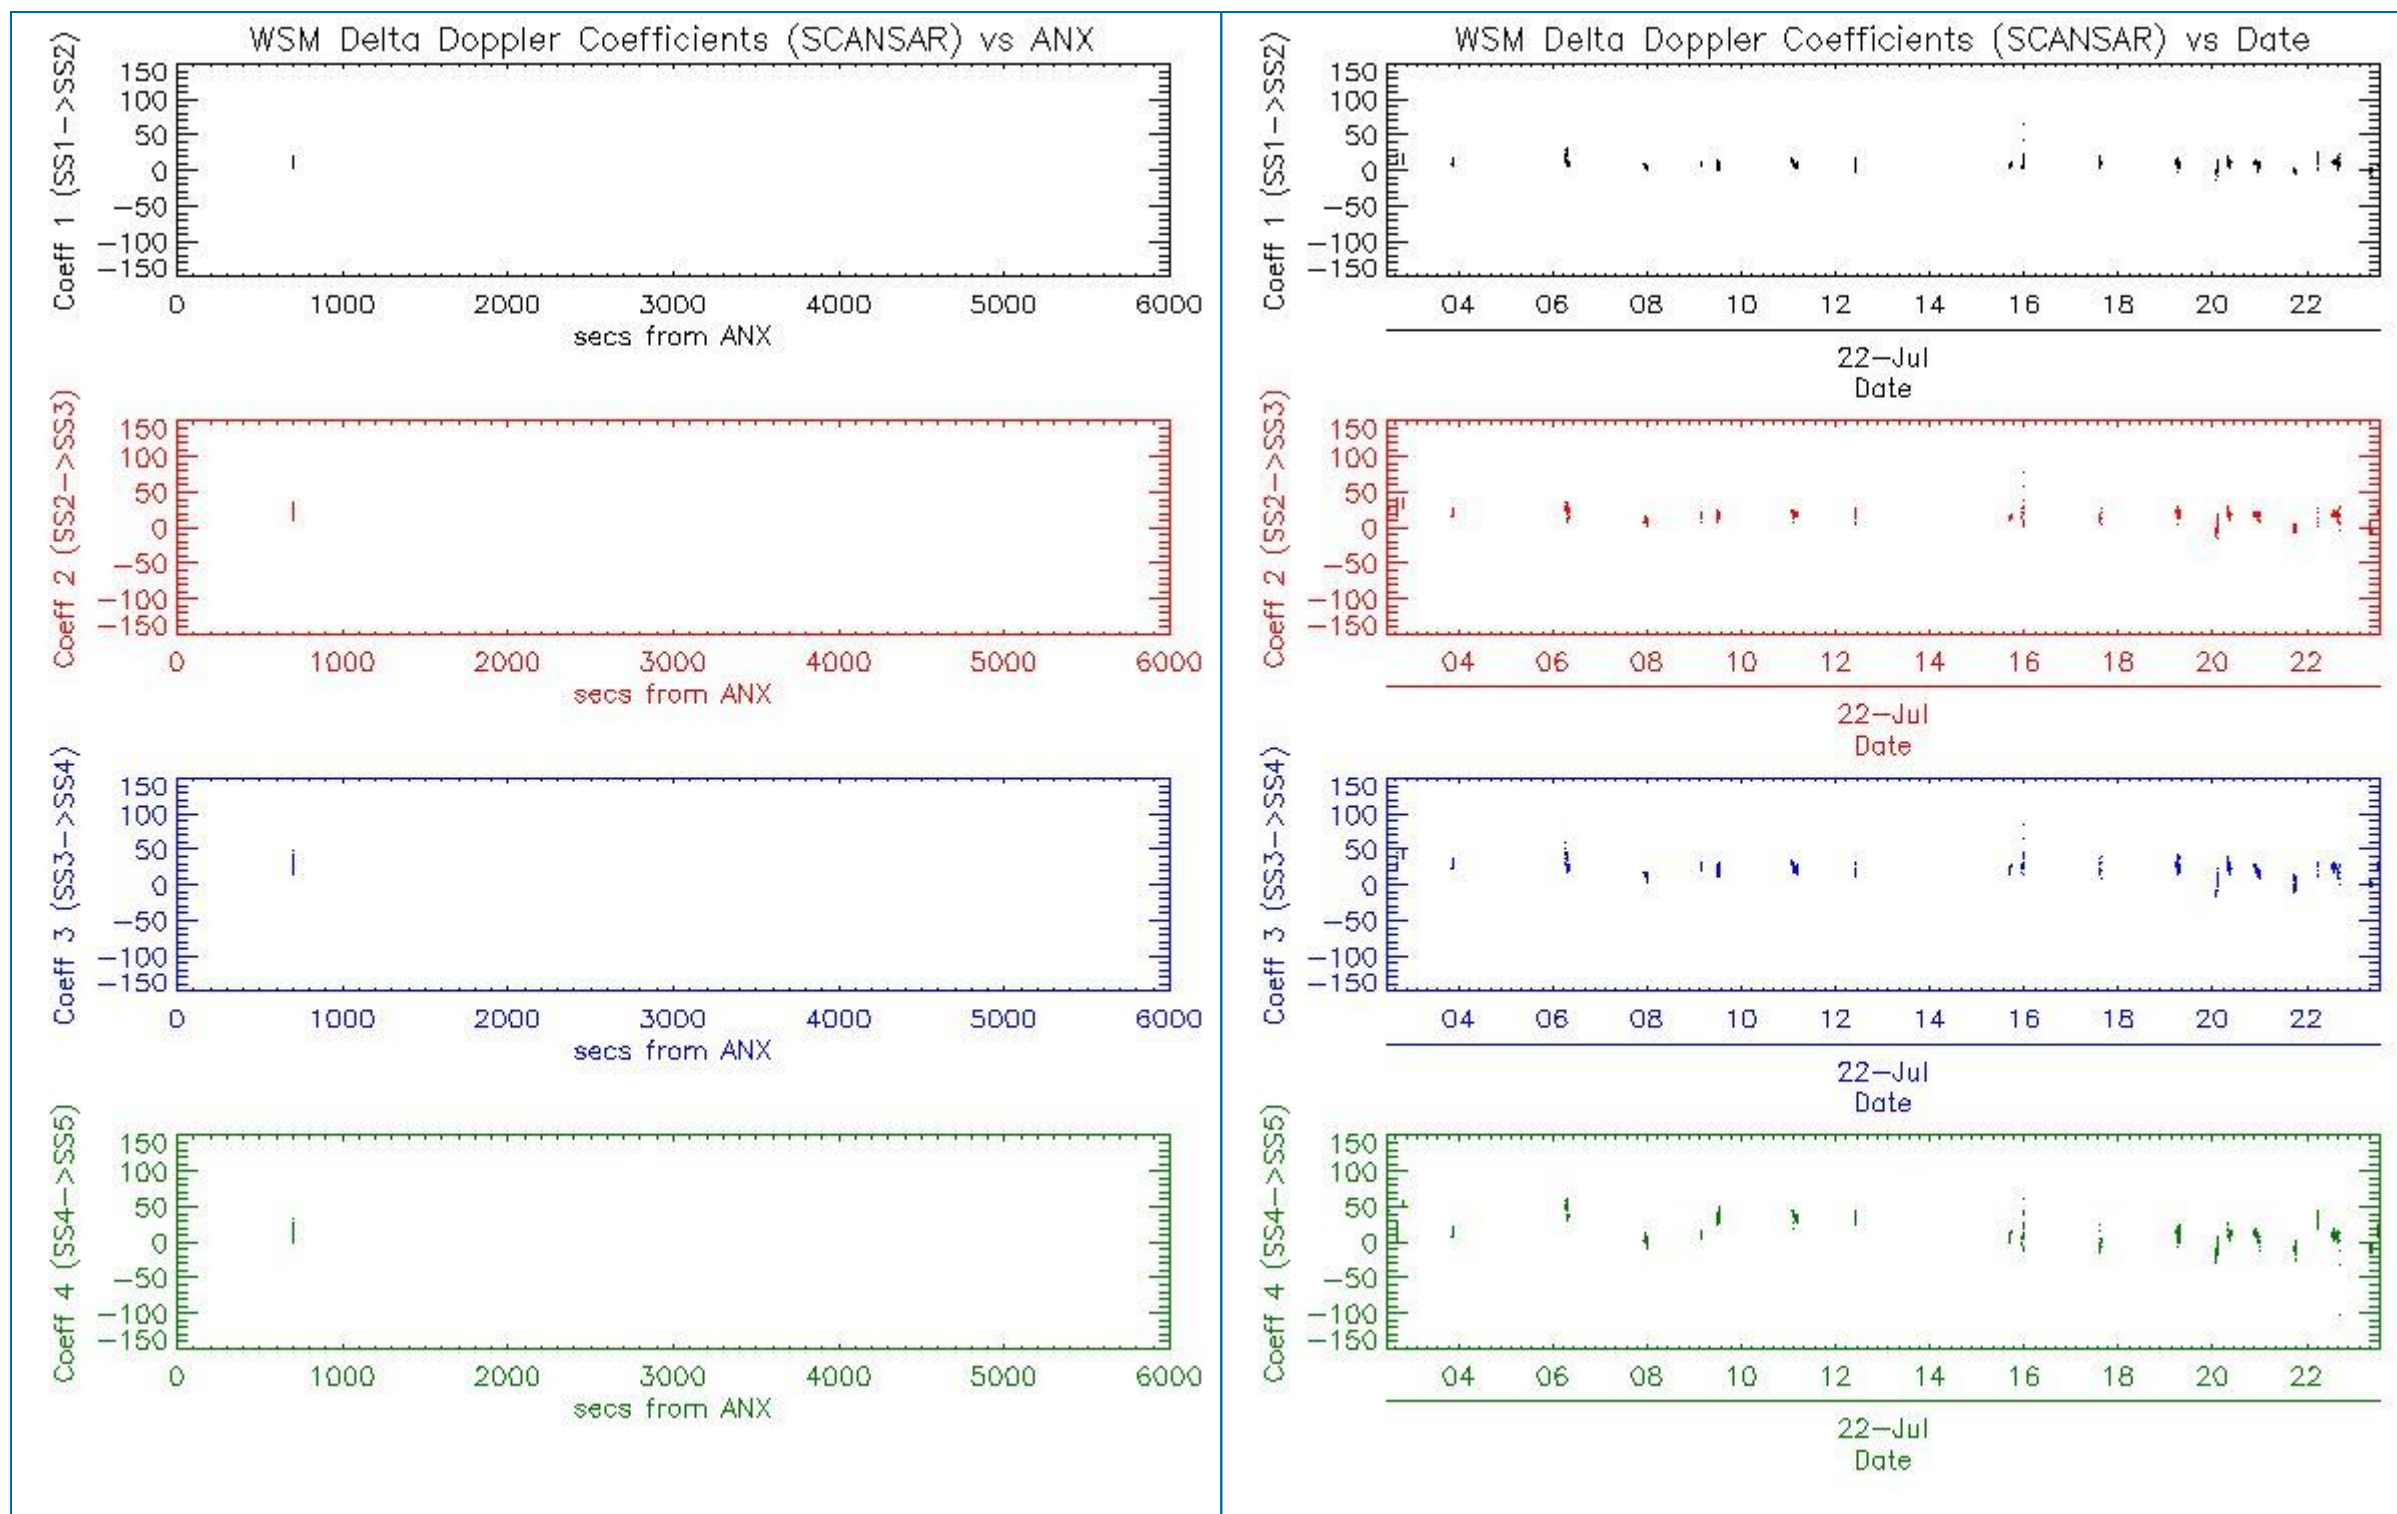 WSM Delta Doppler Coefficients (SCANSAR) vs ANX
Coeff 1 (SS1->SS2)
150
100
50
0
-50
-100
-150
0 1000 2000 3000 4000 5000 6000
secs from ANX
Coeff 2 (SS2->SS3)
150
100
50
0
-50
-100
-150
0 1000 2000 3000 4000 5000 6000
secs from ANX
Coeff 3 (SS3->SS4)
150
100
50
0
-50
-100
-150
0 1000 2000 3000 4000 5000 6000
secs from ANX
Coeff 4 (SS4->SS5)
150
100
50
0
-50
-100
-150
0 1000 2000 3000 4000 5000 6000
secs from ANX
WSM Delta Doppler Coefficients (SCANSAR) vs Date
Coeff 1 (SS1->SS2)
150
100
50
0
-50
-100
-150
04 06 08 10 12 14 16 18 20 22
22-Jul
Date
Coeff 2 (SS2->SS3)
150
100
50
0
-50
-100
-150
04 06 08 10 12 14 16 18 20 22
22-Jul
Date
Coeff 3 (SS3->SS4)
150
100
50
0
-50
-100
-150
04 06 08 10 12 14 16 18 20 22
22-Jul
Date
Coeff 4 (SS4->SS5)
150
100
50
0
-50
-100
-150
04 06 08 10 12 14 16 18 20 22
22-Jul
Date